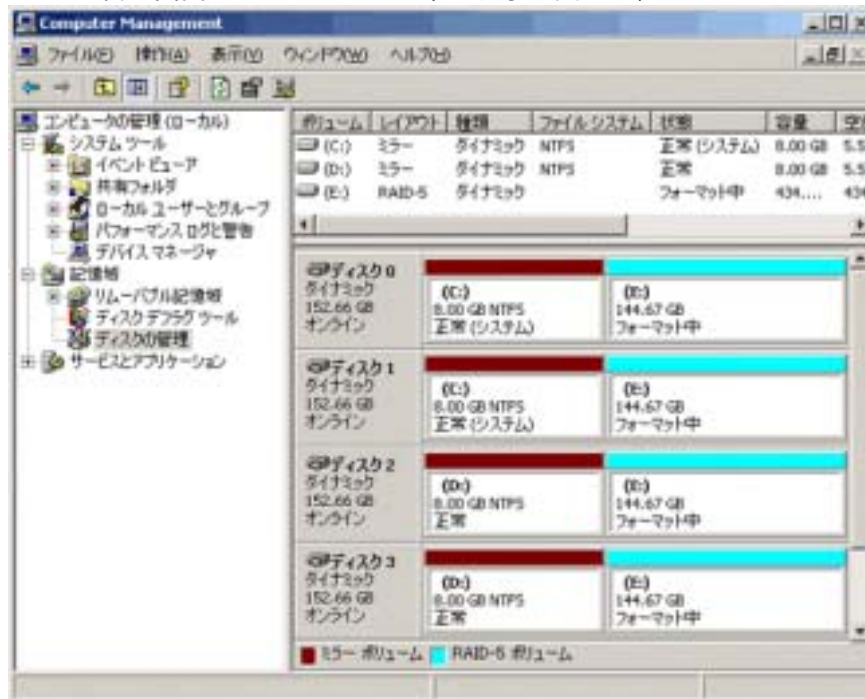 Computer Management
ファイル(F) 操作(A) 表示(V) ウィンドウ(W) ヘルプ(H)
コンピュータの管理 (ローカル)
システム ツール
イベント ビューア
共有フォルダ
ローカル ユーザーとグループ
パフォーマンス ログと警告
デバイス マネージャ
記憶域
リムーバブル記憶域
ディスク デフラグ ツール
ディスクの管理
サービスとアプリケーション
ボリューム レイアウト 種類 ファイル システム 状態 容量
(C:) ミラー ダイナミック NTFS 正常 (システム) 8.00 GB 5.5
(D:) ミラー ダイナミック NTFS 正常 8.00 GB 5.5
(E:) RAID-5 ダイナミック フォーマット中 434.... 434
ディスク 0
ダイナミック
152.66 GB
オンライン
(C:)
8.00 GB NTFS
正常 (システム)
(E:)
144.67 GB
フォーマット中
ディスク 1
ダイナミック
152.66 GB
オンライン
(C:)
8.00 GB NTFS
正常 (システム)
(E:)
144.67 GB
フォーマット中
ディスク 2
ダイナミック
152.66 GB
オンライン
(D:)
8.00 GB NTFS
正常
(E:)
144.67 GB
フォーマット中
ディスク 3
ダイナミック
152.66 GB
オンライン
(D:)
8.00 GB NTFS
正常
(E:)
144.67 GB
フォーマット中
ミラー ボリューム RAID-5 ボリューム